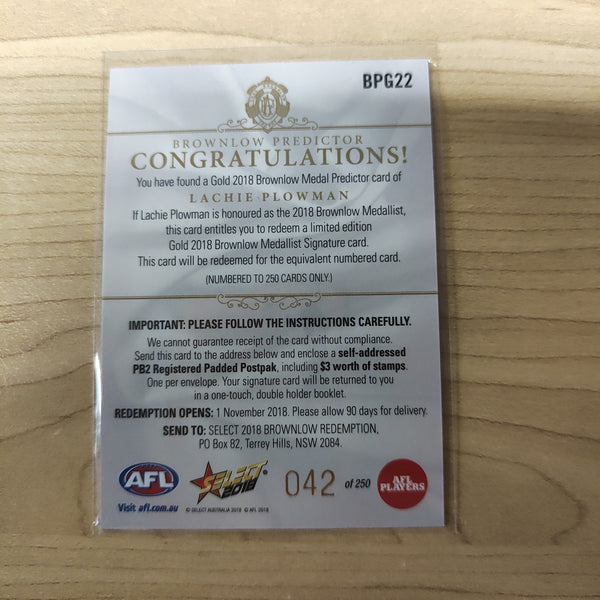 BPG22
BROWNLOW PREDICTOR
CONGRATULATIONS!
You have found a Gold 2018 Brownlow Medal Predictor card of
LACHIE PLOWMAN
If Lachie Plowman is honoured as the 2018 Brownlow Medallist,
this card entitles you to redeem a limited edition
Gold 2018 Brownlow Medallist Signature card.
This card will be redeemed for the equivalent numbered card.
(NUMBERED TO 250 CARDS ONLY.)
IMPORTANT: PLEASE FOLLOW THE INSTRUCTIONS CAREFULLY.
We cannot guarantee receipt of the card without compliance.
Send this card to the address below and enclose a self-addressed
PB2 Registered Padded Postpak, including $3 worth of stamps.
One per envelope. Your signature card will be returned to you
in a one-touch, double holder booklet.
REDEMPTION OPENS: 1 November 2018. Please allow 90 days for delivery.
SEND TO: SELECT 2018 BROWNLOW REDEMPTION,
PO Box 82, Terrey Hills, NSW 2084.
AFL
SELECT
2018
042 of 250
AFL
PLAYERS
Visit afl.com.au
© SELECT AUSTRALIA 2018 © AFL 2018